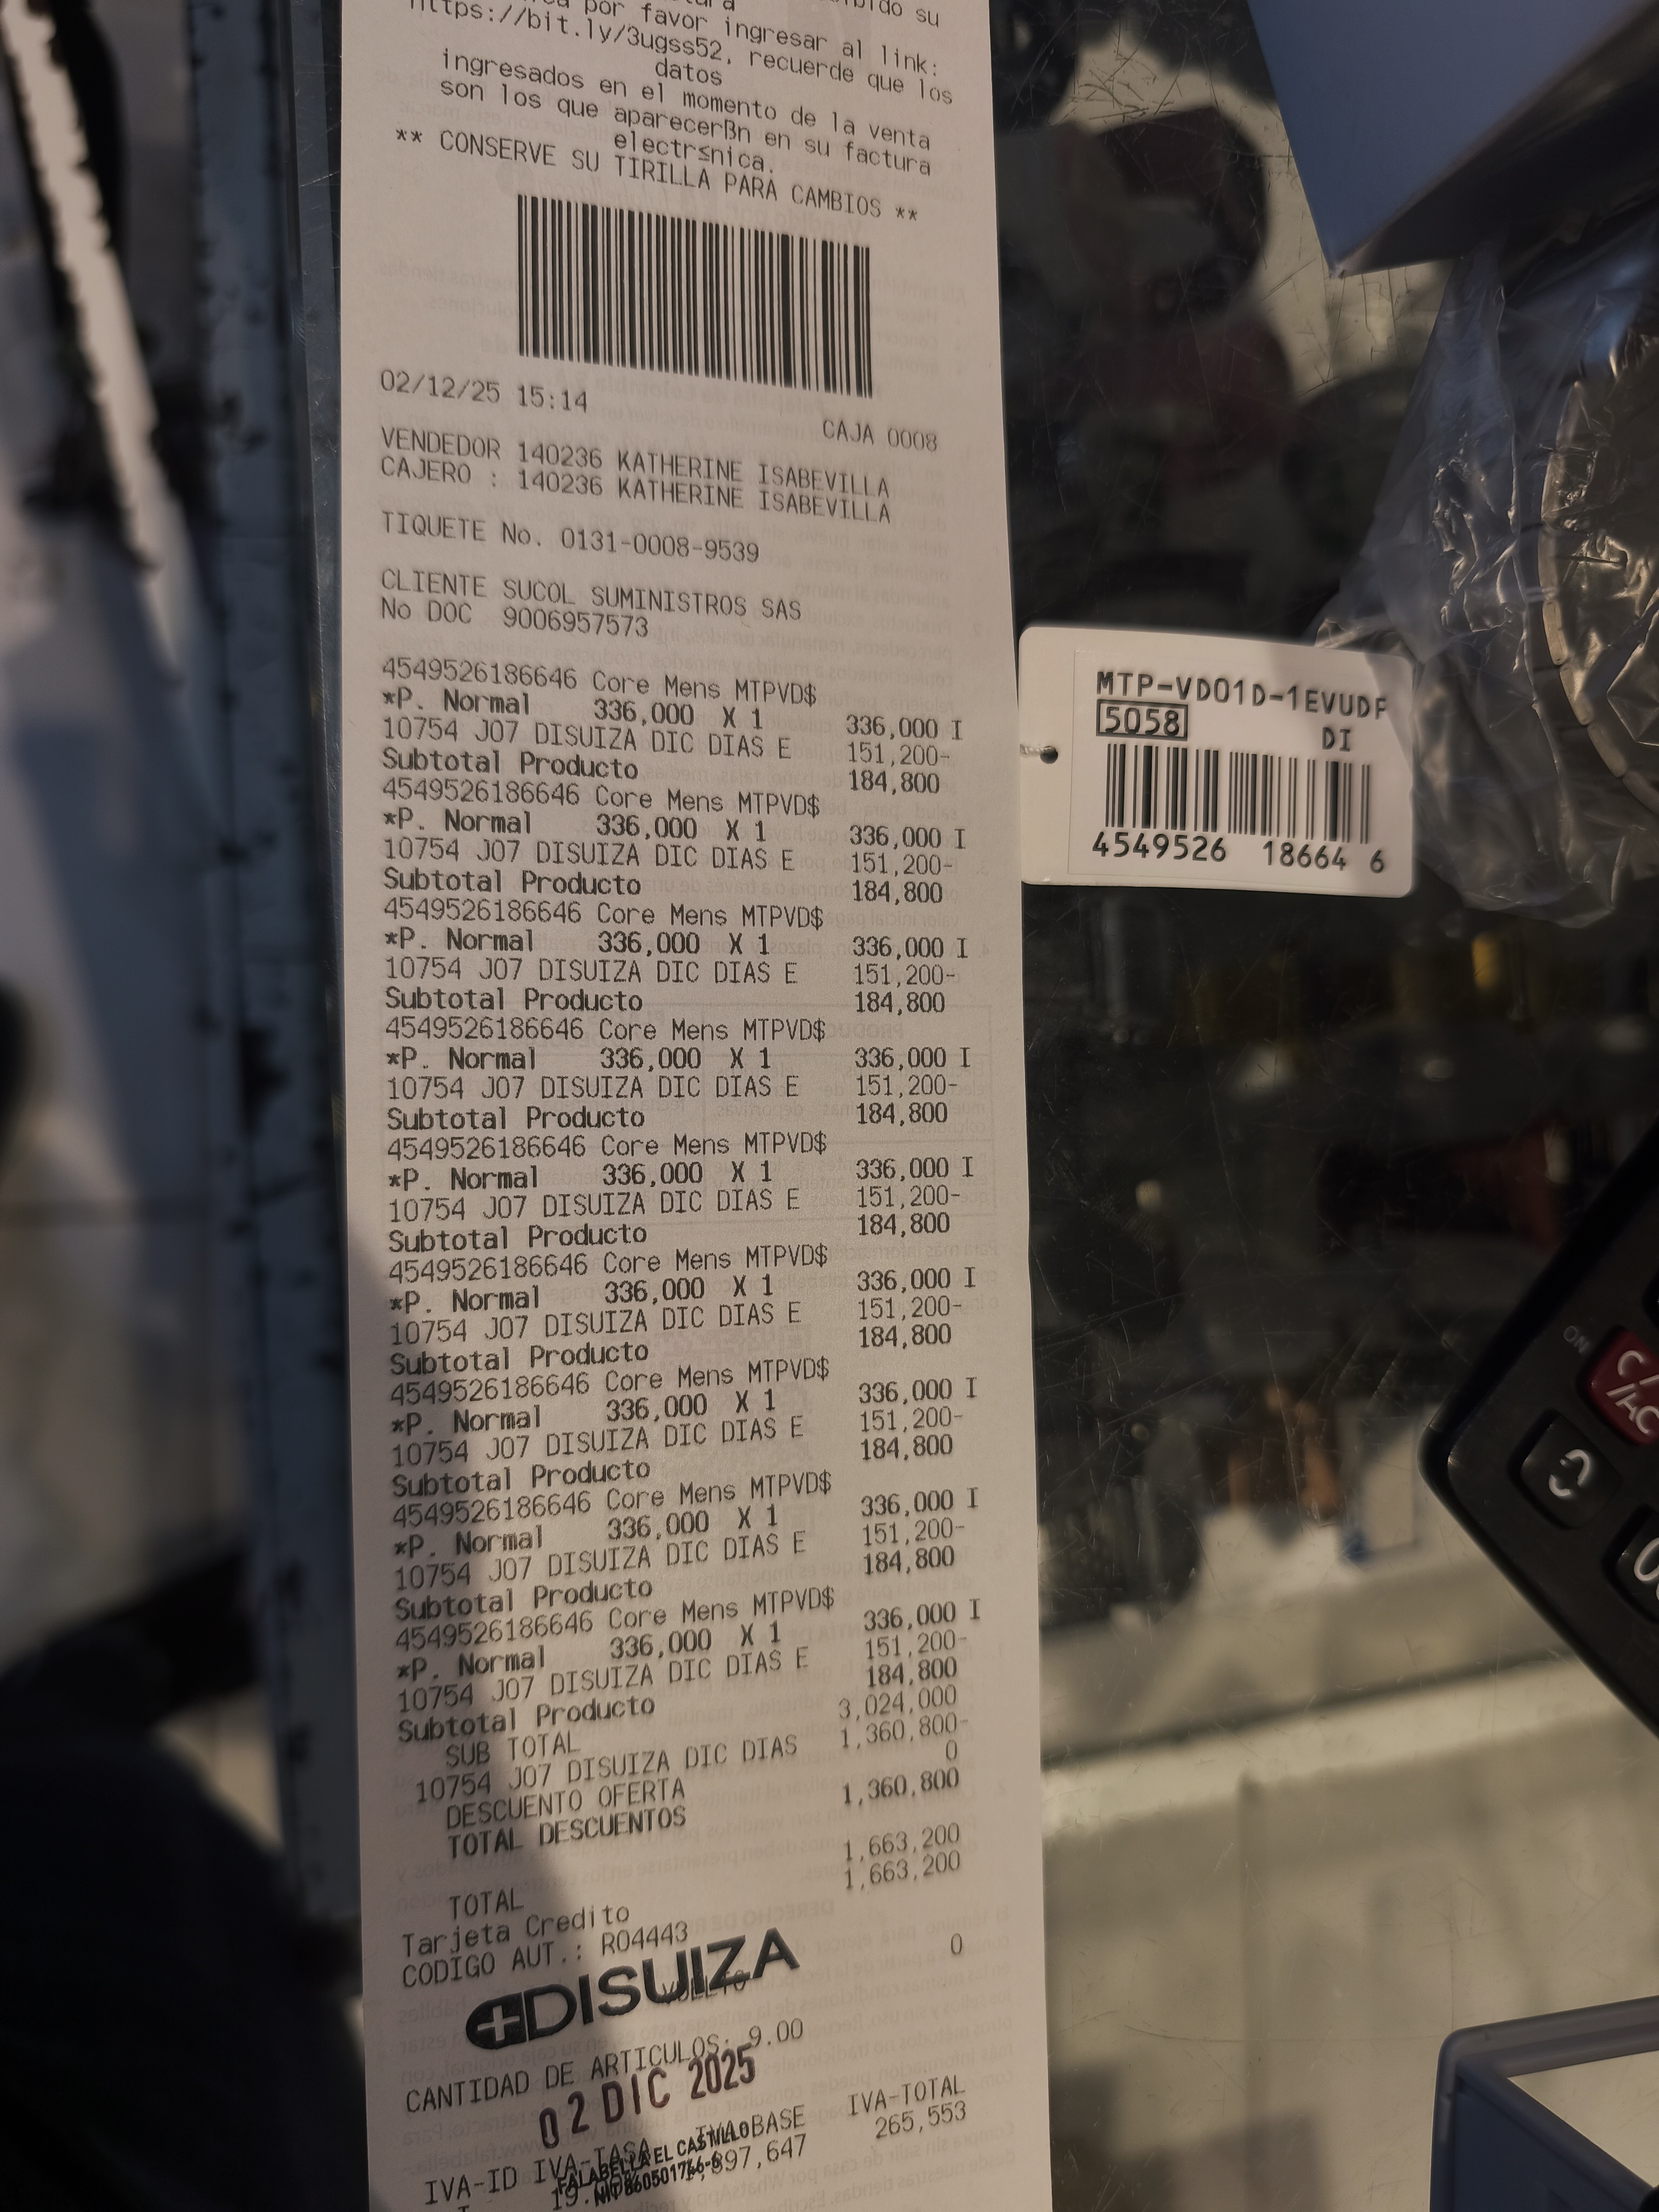 por favor ingresar al link:
https://bit.ly/3ugss52, recuerde que los
datos
ingresados en el momento de la venta
son los que aparecerßn en su factura
electr≤nica.
** CONSERVE SU TIRILLA PARA CAMBIOS **
02/12/25 15:14
CAJA 0008
VENDEDOR 140236 KATHERINE ISABEVILLA
CAJERO : 140236 KATHERINE ISABEVILLA
TIQUETE No. 0131-0008-9539
CLIENTE SUCOL SUMINISTROS SAS
No DOC 9006957573
4549526186646 Core Mens MTPVD$
*P. Normal 336,000 X 1 336,000 I
10754 J07 DISUIZA DIC DIAS E 151,200-
Subtotal Producto 184,800
4549526186646 Core Mens MTPVD$
*P. Normal 336,000 X 1 336,000 I
10754 J07 DISUIZA DIC DIAS E 151,200-
Subtotal Producto 184,800
4549526186646 Core Mens MTPVD$
*P. Normal 336,000 X 1 336,000 I
10754 J07 DISUIZA DIC DIAS E 151,200-
Subtotal Producto 184,800
4549526186646 Core Mens MTPVD$
*P. Normal 336,000 X 1 336,000 I
10754 J07 DISUIZA DIC DIAS E 151,200-
Subtotal Producto 184,800
4549526186646 Core Mens MTPVD$
*P. Normal 336,000 X 1 336,000 I
10754 J07 DISUIZA DIC DIAS E 151,200-
Subtotal Producto 184,800
4549526186646 Core Mens MTPVD$
*P. Normal 336,000 X 1 336,000 I
10754 J07 DISUIZA DIC DIAS E 151,200-
Subtotal Producto 184,800
4549526186646 Core Mens MTPVD$
*P. Normal 336,000 X 1 336,000 I
10754 J07 DISUIZA DIC DIAS E 151,200-
Subtotal Producto 184,800
4549526186646 Core Mens MTPVD$
*P. Normal 336,000 X 1 336,000 I
10754 J07 DISUIZA DIC DIAS E 151,200-
Subtotal Producto 184,800
4549526186646 Core Mens MTPVD$
*P. Normal 336,000 X 1 336,000 I
10754 J07 DISUIZA DIC DIAS E 151,200-
Subtotal Producto 184,800
SUB TOTAL 3,024,000
10754 J07 DISUIZA DIC DIAS 1,360,800-
DESCUENTO OFERTA 0
TOTAL DESCUENTOS 1,360,800
TOTAL 1,663,200
Tarjeta Credito 1,663,200
CODIGO AUT.: R04443
VUELTO 0
DISUIZA
CANTIDAD DE ARTICULOS: 9.00
02 DIC 2025
IVA-ID IVA-TASA IVA-BASE IVA-TOTAL
265,553
FALABELLA EL CASTILLO
NIT 860501766-6
MTP-VD01D-1EVUDF
5058 DI
4549526 18664 6
ON
C/AC